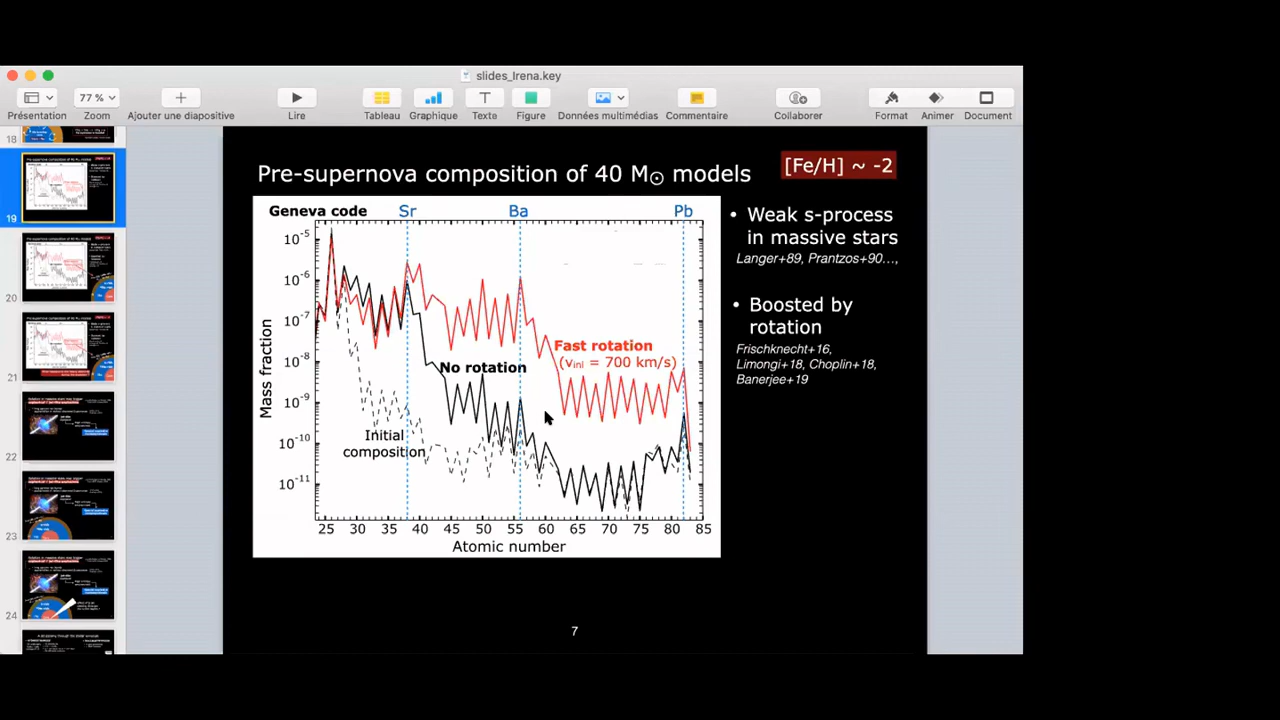 slides_Irena.key
77 %
Présentation
Zoom
Ajouter une diapositive
Lire
Tableau
Graphique
Texte
Figure
Données multimédias
Commentaire
Collaborer
Format
Animer
Document
18
19
20
21
22
23
24
Pre-supernova composition of 40 M☉ models
[Fe/H] ~ -2
Geneva code
Sr
Ba
Pb
10⁻⁵
10⁻⁶
10⁻⁷
10⁻⁸
10⁻⁹
10⁻¹⁰
10⁻¹¹
Mass fraction
Fast rotation
(vini = 700 km/s)
No rotation
Initial
composition
25 30 35 40 45 50 55 60 65 70 75 80 85
Atomic number
• Weak s-process
in massive stars
Langer+89, Prantzos+90…,
• Boosted by
rotation
Frischknecht+16,
Limongi+18, Choplin+18,
Banerjee+19
7